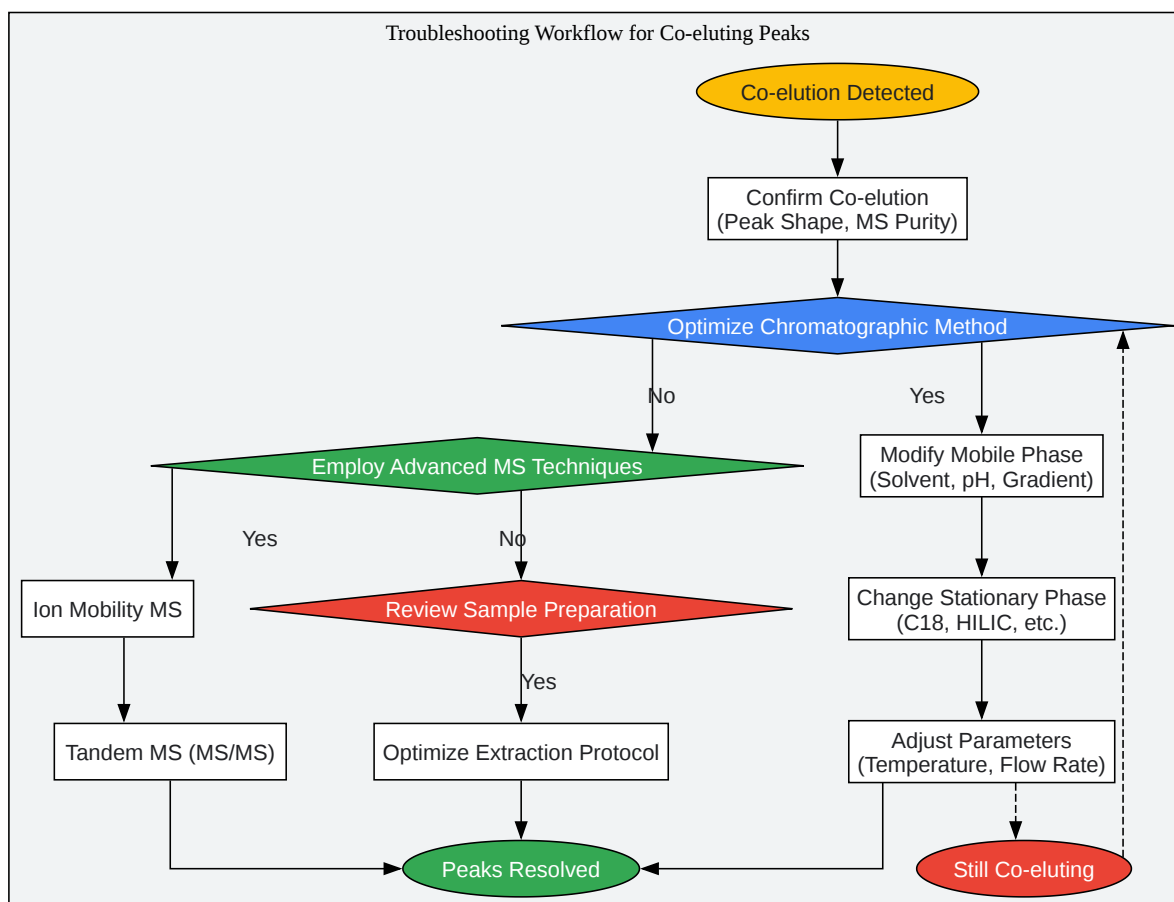 Troubleshooting Workflow for Co-eluting Peaks
Co-elution Detected
Confirm Co-elution
(Peak Shape, MS Purity)
Optimize Chromatographic Method
No
Yes
Employ Advanced MS Techniques
Modify Mobile Phase
(Solvent, pH, Gradient)
Yes
No
Ion Mobility MS
Review Sample Preparation
Change Stationary Phase
(C18, HILIC, etc.)
Yes
Tandem MS (MS/MS)
Optimize Extraction Protocol
Adjust Parameters
(Temperature, Flow Rate)
Peaks Resolved
Still Co-eluting